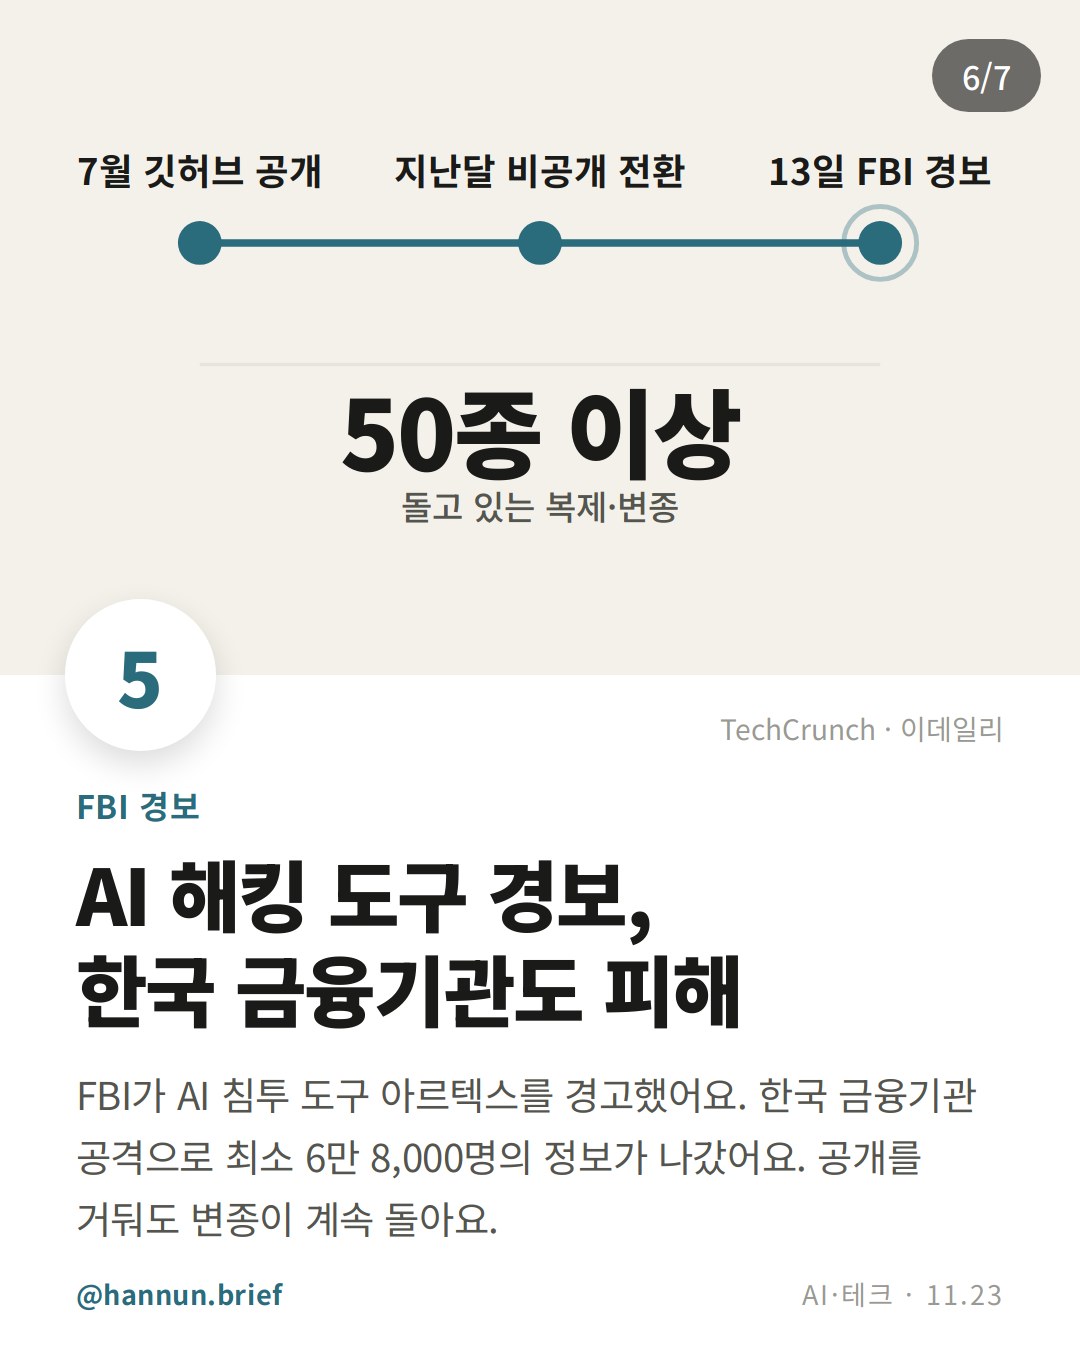 6/7
7월 깃허브 공개
지난달 비공개 전환
13일 FBI 경보
50종 이상
돌고 있는 복제·변종
5
TechCrunch · 이데일리
FBI 경보
AI 해킹 도구 경보,
한국 금융기관도 피해
FBI가 AI 침투 도구 아르텍스를 경고했어요. 한국 금융기관
공격으로 최소 6만 8,000명의 정보가 나갔어요. 공개를
거둬도 변종이 계속 돌아요.
@hannun.brief
AI·테크 · 11.23